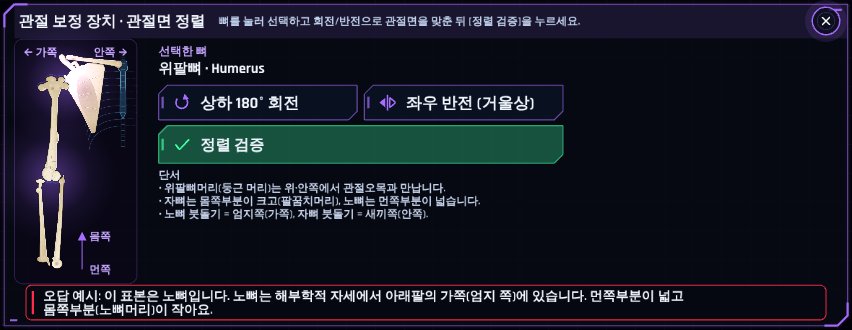 관절 보정 장치 · 관절면 정렬
뼈를 눌러 선택하고 회전/반전으로 관절면을 맞춘 뒤 [정렬 검증]을 누르세요.
← 가쪽
안쪽 →
선택한 뼈
위팔뼈 · Humerus
상하 180° 회전
좌우 반전 (거울상)
정렬 검증
단서
· 위팔뼈머리(둥근 머리)는 위·안쪽에서 관절오목과 만납니다.
· 자뼈는 몸쪽부분이 크고(팔꿈치머리), 노뼈는 먼쪽부분이 넓습니다.
· 노뼈 붓돌기 = 엄지쪽(가쪽), 자뼈 붓돌기 = 새끼쪽(안쪽).
몸쪽
먼쪽
오답 예시: 이 표본은 노뼈입니다. 노뼈는 해부학적 자세에서 아래팔의 가쪽(엄지 쪽)에 있습니다. 먼쪽부분이 넓고
몸쪽부분(노뼈머리)이 작아요.